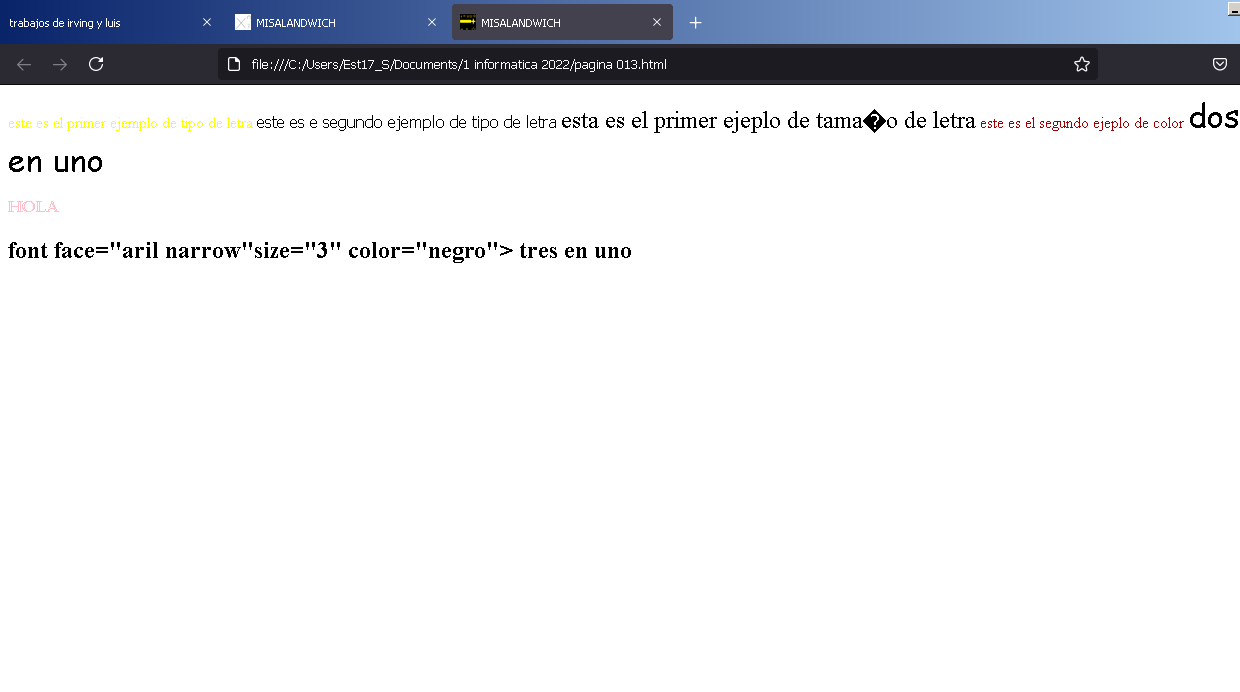 trabajos de irving y luis MISALANDWICH MISALANDWICH
file:///C:/Users/Est17_S/Documents/1 informatica 2022/pagina 013.html
este es el primer ejemplo de tipo de letra este es e segundo ejemplo de tipo de letra esta es el primer ejeplo de tama�o de letra este es el segundo ejeplo de color dos
en uno
HOLA
font face="aril narrow"size="3" color="negro"> tres en uno